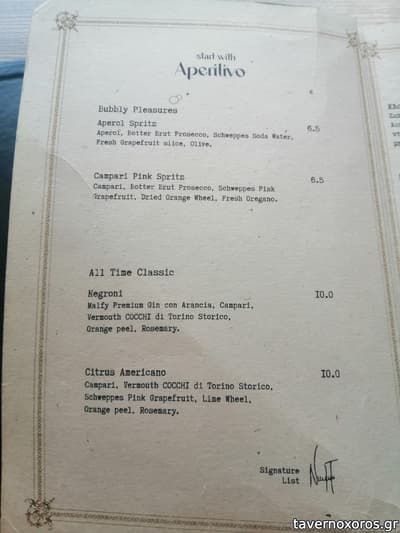 start with
Aperitivo
€
Bubbly Pleasures
Aperol Spritz 6.5
Aperol, Botter Brut Prosecco, Schweppes Soda Water,
Fresh Grapefruit slice, Olive.
Campari Pink Spritz 6.5
Campari, Botter Brut Prosecco, Schweppes Pink
Grapefruit, Dried Orange Wheel, Fresh Oregano.
All Time Classic
Negroni 10.0
Malfy Premium Gin con Arancia, Campari,
Vermouth COCCHI di Torino Storico,
Orange peel, Rosemary.
Citrus Americano 10.0
Campari, Vermouth COCCHI di Torino Storico,
Schweppes Pink Grapefruit, Lime Wheel,
Orange peel, Rosemary.
Signature
List
tavernoxoros.gr